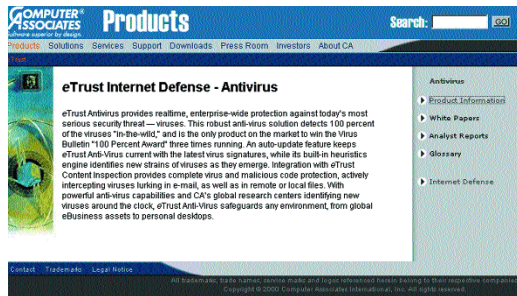 COMPUTER®
ASSOCIATES
Software superior by design.
Products
Search:
GO!
Products Solutions Services Support Downloads Press Room Investors About CA
eTrust
eTrust Internet Defense - Antivirus
eTrust Antivirus provides realtime, enterprise-wide protection against today's most
serious security threat — viruses. This robust anti-virus solution detects 100 percent
of the viruses "in-the-wild," and is the only product on the market to win the Virus
Bulletin "100 Percent Award" three times running. An auto-update feature keeps
eTrust Anti-Virus current with the latest virus signatures, while its built-in heuristics
engine identifies new strains of viruses as they emerge. Integration with eTrust
Content Inspection provides complete virus and malicious code protection, actively
intercepting viruses lurking in e-mail, as well as in remote or local files. With
powerful anti-virus capabilities and CA's global research centers identifying new
viruses around the clock, eTrust Anti-Virus safeguards any environment, from global
eBusiness assets to personal desktops.
Antivirus
Product Information
White Papers
Analyst Reports
Glossary
Internet Defense
Contact Trademarks Legal Notice
All trademarks, trade names, service marks and logos referenced herein belong to their respective companies
Copyright © 2000 Computer Associates International, Inc. All rights reserved.